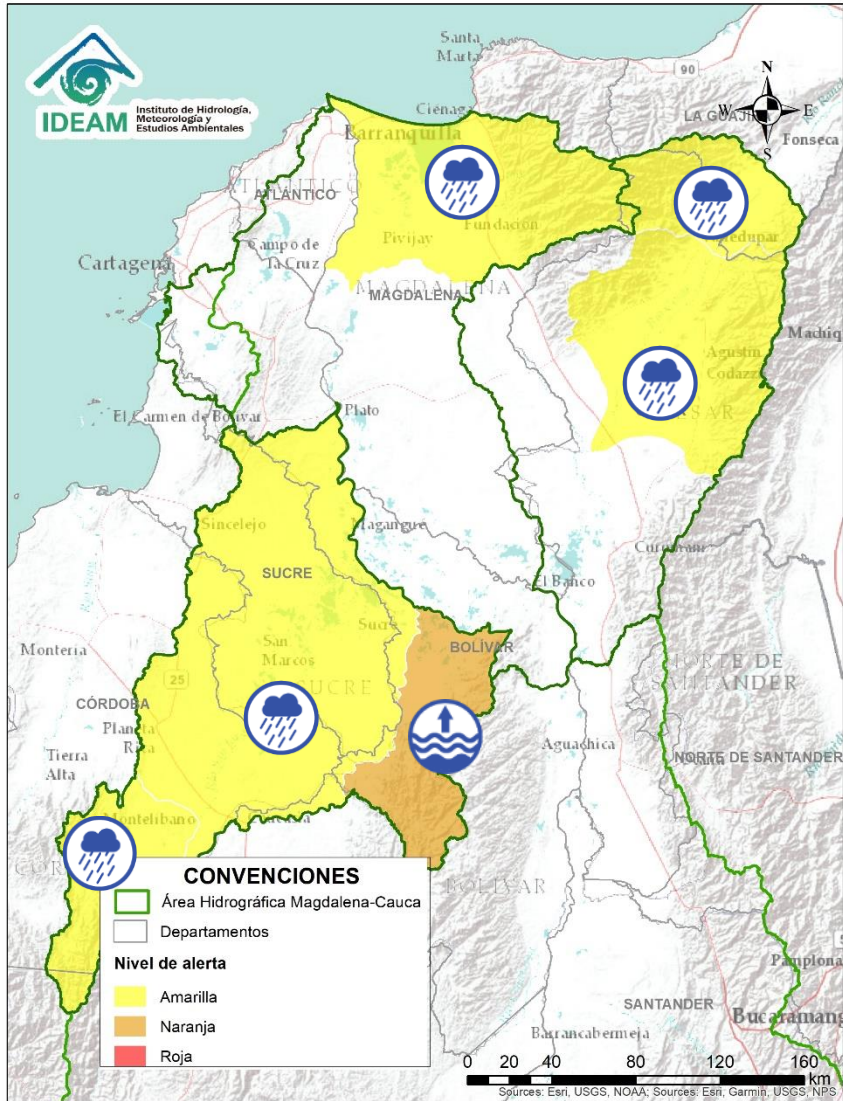 IDEAM
Instituto de Hidrología,
Meteorología y
Estudios Ambientales
Santa
Marta
90
N
W
E
S
LA GUAJIRA
Fonseca
Ciénaga
Barranquilla
ATLÁNTICO
ATLÁNTICO
Pivijay
Fundación
Cartagena
Campo de
la Cruz
MAGDALENA
MAGDALENA
Machiq
Agustín
Codazzi
El Carmen de Bolívar
Plato
Sincelejo
Magangué
Curumaní
SUCRE
El Banco
Sucre
BOLÍVAR
Montería
San
Marcos
SUCRE
NORTE DE
SANTANDER
25
CÓRDOBA
Planeta
Rica
Tierra
Alta
Aguachica
NORTE DE SANTANDER
Montelíbano
BOLÍVAR
CONVENCIONES
Área Hidrográfica Magdalena-Cauca
Departamentos
Nivel de alerta
Amarilla
Naranja
Roja
Pamplona
SANTANDER
Bucaramang
Barrancabermeja
0 20 40 80 120 160
km
Sources: Esri, USGS, NOAA; Sources: Esri, Garmin, USGS, NPS